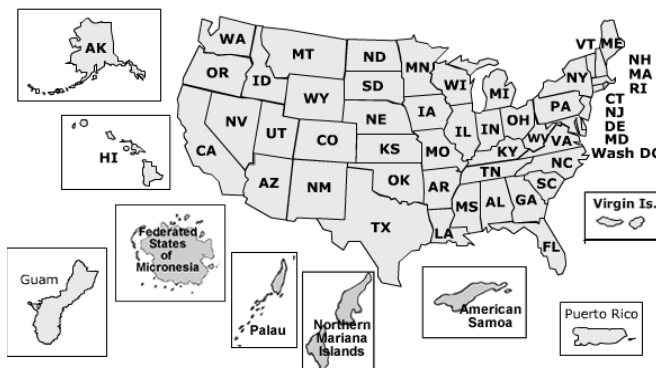 AK
WA
MT
ND
MN
VT
ME
NH
MA
RI
OR
ID
SD
WI
MI
NY
WY
CT
NJ
DE
MD
Wash DC
NV
UT
CO
NE
IA
IL
IN
OH
PA
HI
CA
KS
MO
KY
WV
VA
NC
AZ
NM
OK
AR
TN
SC
TX
LA
MS
AL
GA
FL
Virgin Is.
Federated
States
of
Micronesia
Guam
Palau
Northern
Mariana
Islands
American
Samoa
Puerto Rico